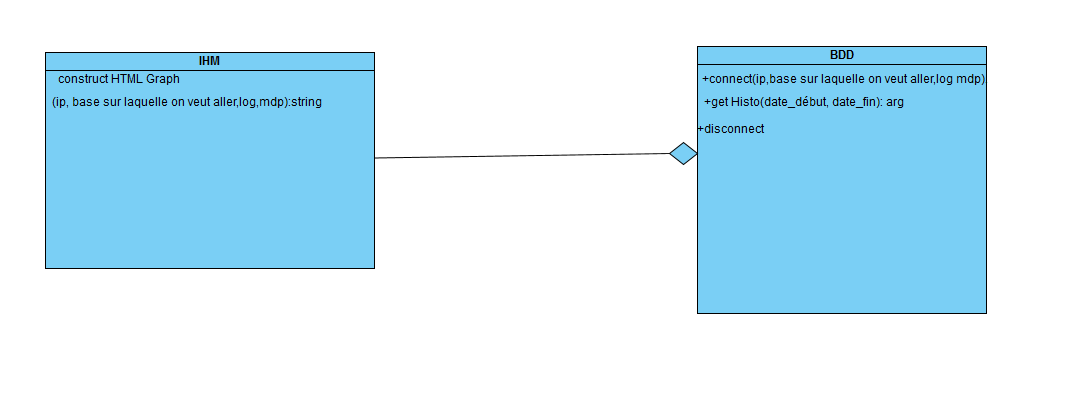 IHM
construct HTML Graph
(ip, base sur laquelle on veut aller,log,mdp):string
BDD
+connect(ip,base sur laquelle on veut aller,log mdp)
+get Histo(date_début, date_fin): arg
+disconnect